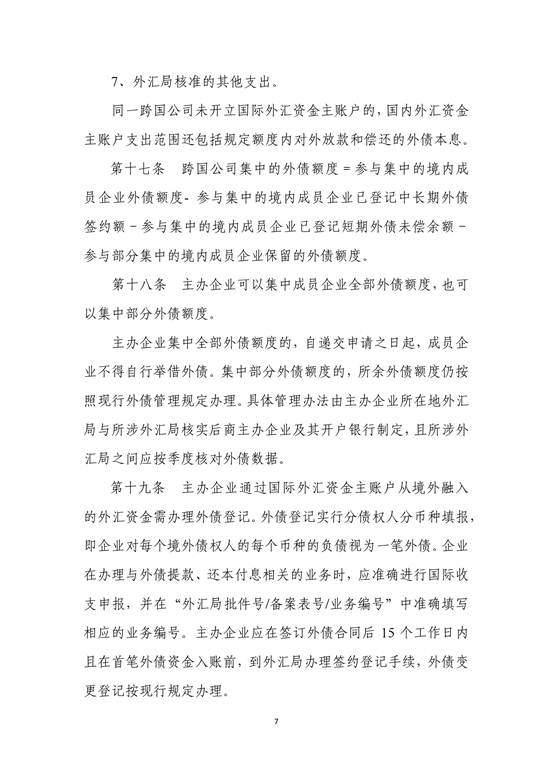 7、外汇局核准的其他支出。
同一跨国公司未开立国际外汇资金主账户的，国内外汇资金
主账户支出范围还包括规定额度内对外放款和偿还的外债本息。
第十七条 跨国公司集中的外债额度＝参与集中的境内成
员企业外债额度- 参与集中的境内成员企业已登记中长期外债
签约额－参与集中的境内成员企业已登记短期外债未偿余额－
参与部分集中的境内成员企业保留的外债额度。
第十八条 主办企业可以集中成员企业全部外债额度，也可
以集中部分外债额度。
主办企业集中全部外债额度的，自递交申请之日起，成员企
业不得自行举借外债。集中部分外债额度的，所余外债额度仍按
照现行外债管理规定办理。具体管理办法由主办企业所在地外汇
局与所涉外汇局核实后商主办企业及其开户银行制定，且所涉外
汇局之间应按季度核对外债数据。
第十九条 主办企业通过国际外汇资金主账户从境外融入
的外汇资金需办理外债登记。外债登记实行分债权人分币种填报，
即企业对每个境外债权人的每个币种的负债视为一笔外债。企业
在办理与外债提款、还本付息相关的业务时，应准确进行国际收
支申报，并在“外汇局批件号/备案表号/业务编号”中准确填写
相应的业务编号。主办企业应在签订外债合同后 15 个工作日内
且在首笔外债资金入账前，到外汇局办理签约登记手续，外债变
更登记按现行规定办理。
7